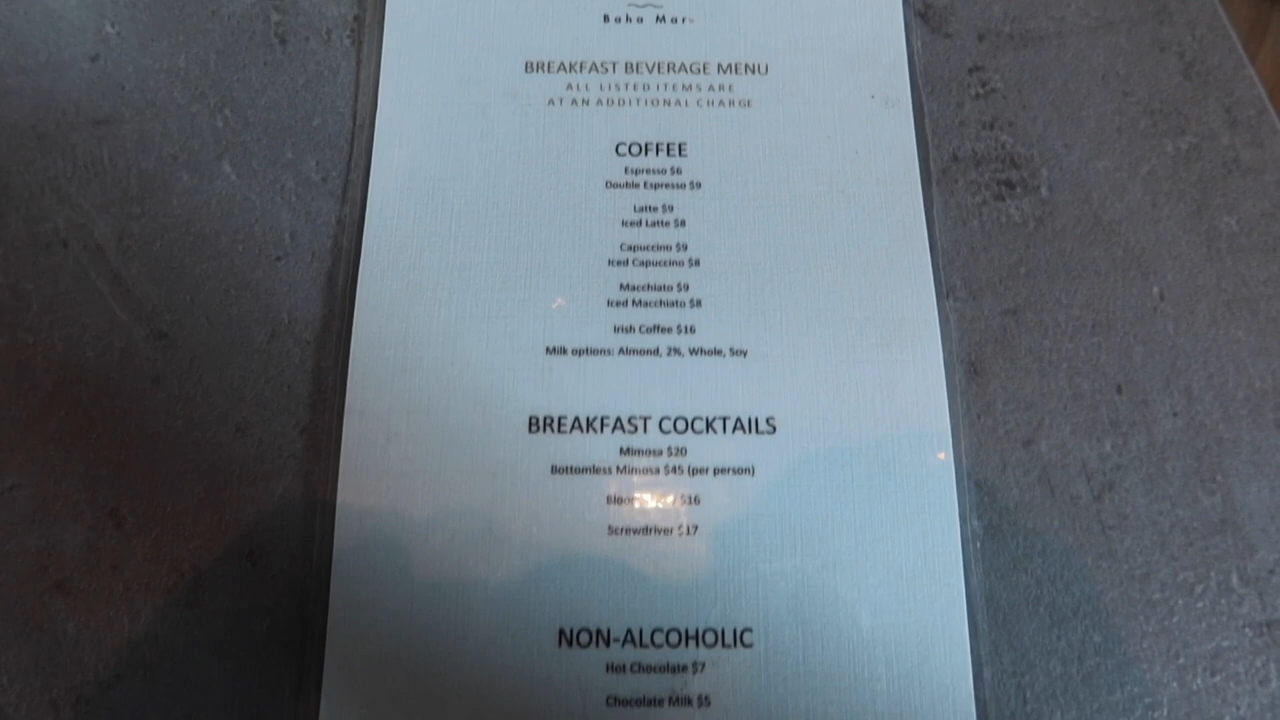 Baha Mar
BREAKFAST BEVERAGE MENU
ALL LISTED ITEMS ARE
AT AN ADDITIONAL CHARGE
COFFEE
Espresso $6
Double Espresso $9
Latte $9
Iced Latte $8
Capuccino $9
Iced Capuccino $8
Macchiato $9
Iced Macchiato $8
Irish Coffee $16
Milk options: Almond, 2%, Whole, Soy
BREAKFAST COCKTAILS
Mimosa $20
Bottomless Mimosa $45 (per person)
$16
Screwdriver $17
NON-ALCOHOLIC
Hot Chocolate $7
Chocolate Milk $5